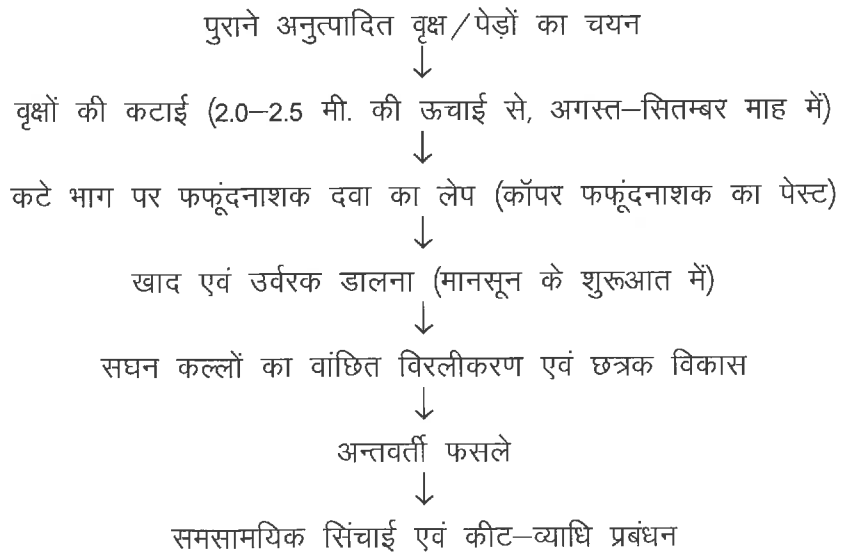 पुराने अनुत्पादित वृक्ष/पेड़ों का चयन
↓
वृक्षों की कटाई (2.0–2.5 मी. की ऊचाई से, अगस्त–सितम्बर माह में)
↓
कटे भाग पर फफूंदनाशक दवा का लेप (कॉपर फफूंदनाशक का पेस्ट)
↓
खाद एवं उर्वरक डालना (मानसून के शुरूआत में)
↓
सघन कल्लों का वांछित विरलीकरण एवं छत्रक विकास
↓
अन्तवर्ती फसले
↓
समसामयिक सिंचाई एवं कीट–व्याधि प्रबंधन